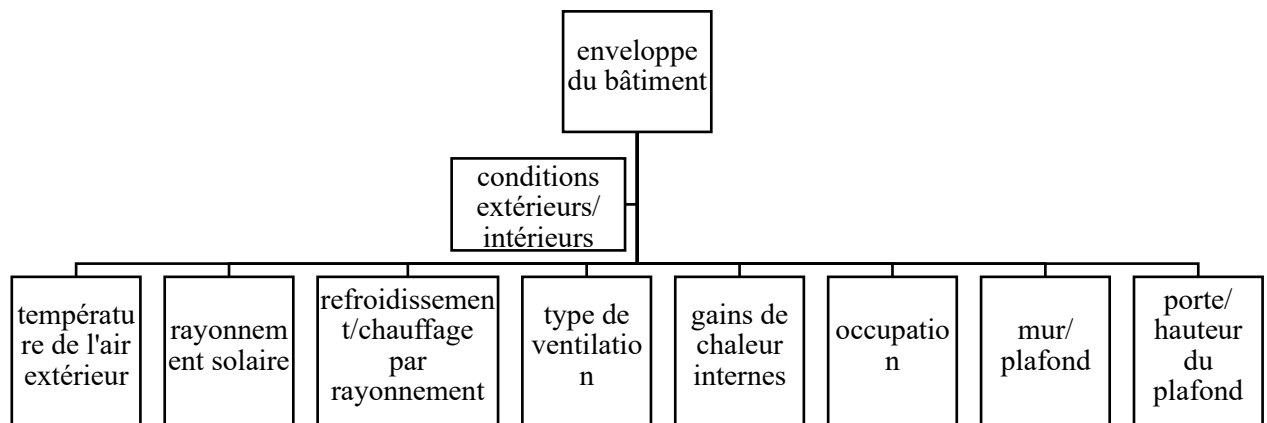 enveloppe
du bâtiment
conditions
extérieurs/
intérieurs
températu
re de l'air
extérieur
rayonnem
ent solaire
refroidissemen
t/chauffage
par
rayonnement
type de
ventilatio
n
gains de
chaleur
internes
occupatio
n
mur/
plafond
porte/
hauteur
du
plafond